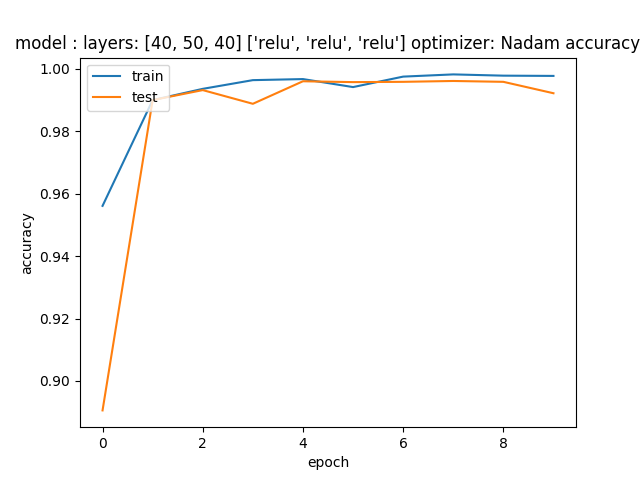 model : layers: [40, 50, 40] ['relu', 'relu', 'relu'] optimizer: Nadam accuracy
train
test
1.00
0.98
0.96
0.94
0.92
0.90
accuracy
0
2
4
6
8
epoch